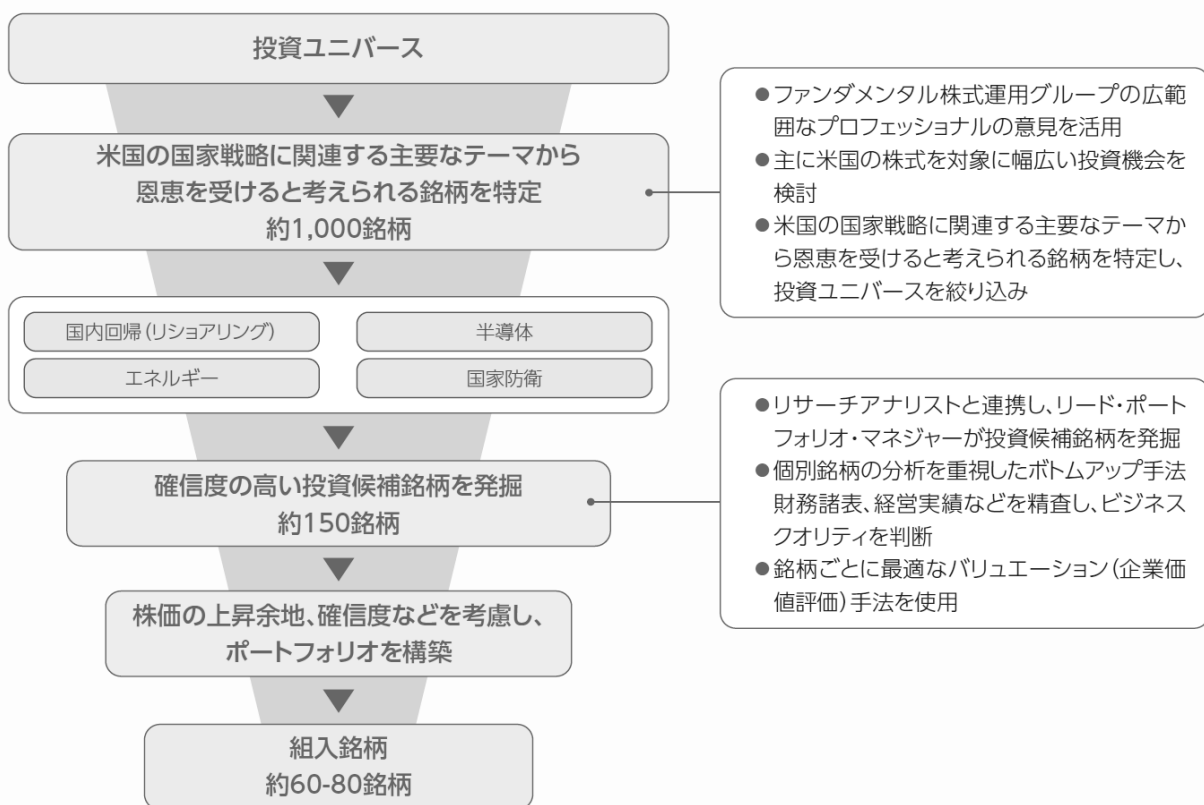 投資ユニバース
米国の国家戦略に関連する主要なテーマから
恩恵を受けると考えられる銘柄を特定
約1,000銘柄
●ファンダメンタル株式運用グループの広範
囲なプロフェッショナルの意見を活用
●主に米国の株式を対象に幅広い投資機会を
検討
●米国の国家戦略に関連する主要なテーマか
ら恩恵を受けると考えられる銘柄を特定し、
投資ユニバースを絞り込み
国内回帰(リショアリング)
半導体
エネルギー
国家防衛
確信度の高い投資候補銘柄を発掘
約150銘柄
●リサーチアナリストと連携し、リード・ポート
フォリオ・マネジャーが投資候補銘柄を発掘
●個別銘柄の分析を重視したボトムアップ手法
財務諸表、経営実績などを精査し、ビジネス
クオリティを判断
●銘柄ごとに最適なバリュエーション(企業価
値評価)手法を使用
株価の上昇余地、確信度などを考慮し、
ポートフォリオを構築
組入銘柄
約60-80銘柄